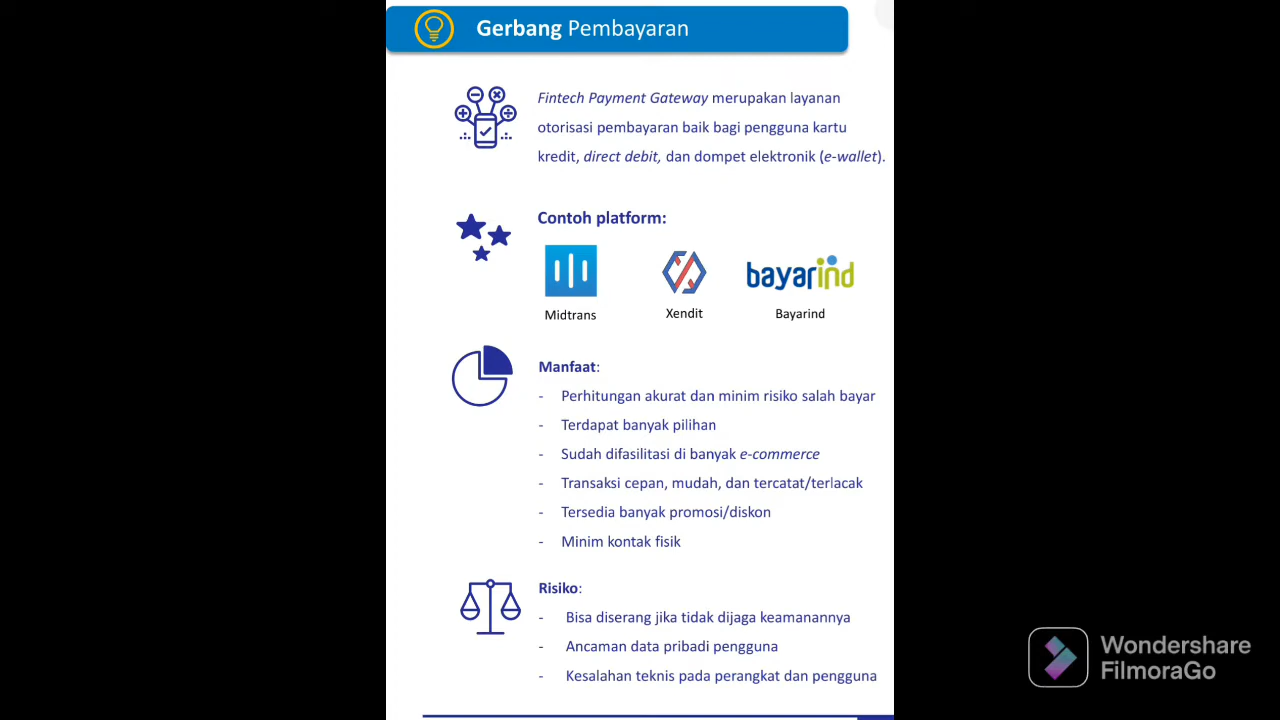 Gerbang Pembayaran
Fintech Payment Gateway merupakan layanan
otorisasi pembayaran baik bagi pengguna kartu
kredit, direct debit, dan dompet elektronik (e-wallet).
Contoh platform:
bayarind
Midtrans
Xendit
Bayarind
Manfaat:
- Perhitungan akurat dan minim risiko salah bayar
- Terdapat banyak pilihan
- Sudah difasilitasi di banyak e-commerce
- Transaksi cepan, mudah, dan tercatat/terlacak
- Tersedia banyak promosi/diskon
- Minim kontak fisik
Risiko:
- Bisa diserang jika tidak dijaga keamanannya
- Ancaman data pribadi pengguna
- Kesalahan teknis pada perangkat dan pengguna
Wondershare
FilmoraGo